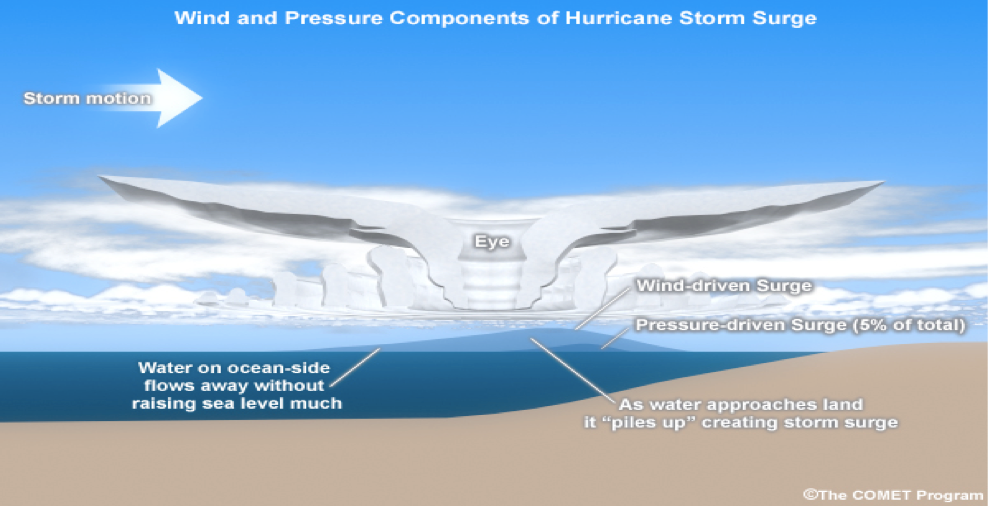 Wind and Pressure Components of Hurricane Storm Surge
Storm motion
Eye
Wind-driven Surge
Pressure-driven Surge (5% of total)
Water on ocean-side
flows away without
raising sea level much
As water approaches land
it “piles up” creating storm surge
©The COMET Program